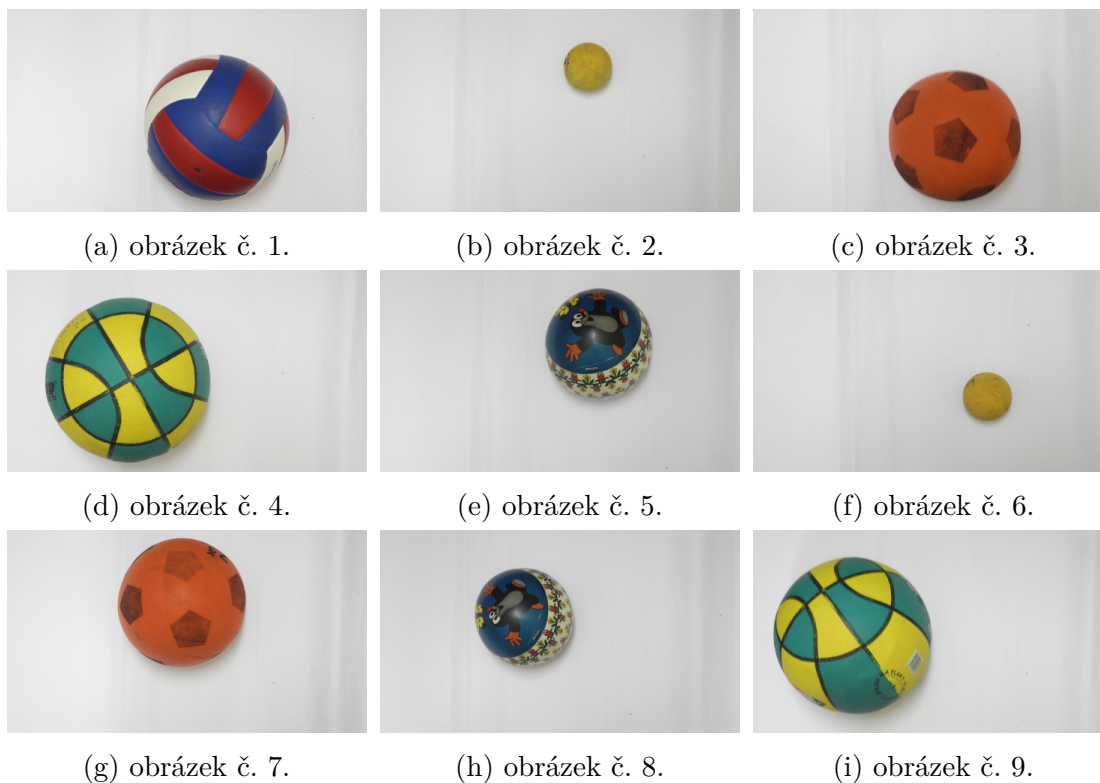 (a) obrázek č. 1.
(b) obrázek č. 2.
(c) obrázek č. 3.
(d) obrázek č. 4.
(e) obrázek č. 5.
(f) obrázek č. 6.
(g) obrázek č. 7.
(h) obrázek č. 8.
(i) obrázek č. 9.